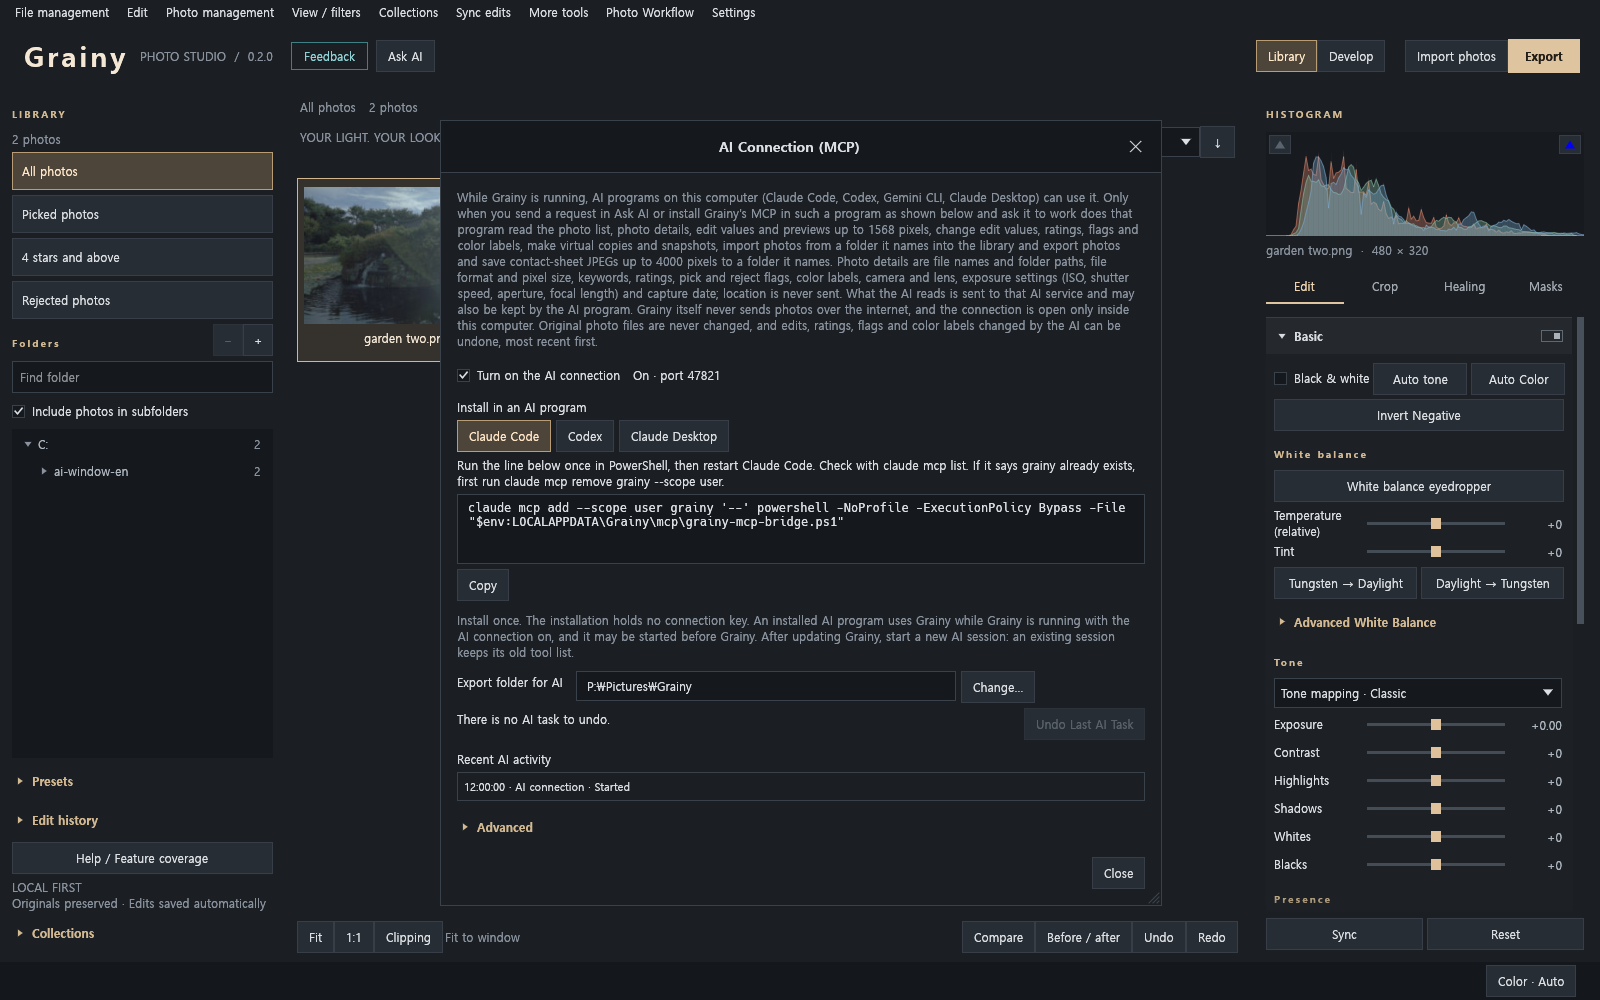 File management Edit Photo management View / filters Collections Sync edits More tools Photo Workflow Settings
Grainy PHOTO STUDIO / 0.2.0 Feedback Ask AI Library Develop Import photos Export
LIBRARY
2 photos
All photos
Picked photos
4 stars and above
Rejected photos
Folders − +
Find folder
Include photos in subfolders
C: 2
ai-window-en 2
Presets
Edit history
Help / Feature coverage
LOCAL FIRST
Originals preserved · Edits saved automatically
Collections
All photos 2 photos
YOUR LIGHT. YOUR LOOK
↓
garden two.pr
AI Connection (MCP)
While Grainy is running, AI programs on this computer (Claude Code, Codex, Gemini CLI, Claude Desktop) can use it. Only
when you send a request in Ask AI or install Grainy's MCP in such a program as shown below and ask it to work does that
program read the photo list, photo details, edit values and previews up to 1568 pixels, change edit values, ratings, flags and
color labels, make virtual copies and snapshots, import photos from a folder it names into the library and export photos
and save contact-sheet JPEGs up to 4000 pixels to a folder it names. Photo details are file names and folder paths, file
format and pixel size, keywords, ratings, pick and reject flags, color labels, camera and lens, exposure settings (ISO, shutter
speed, aperture, focal length) and capture date; location is never sent. What the AI reads is sent to that AI service and may
also be kept by the AI program. Grainy itself never sends photos over the internet, and the connection is open only inside
this computer. Original photo files are never changed, and edits, ratings, flags and color labels changed by the AI can be
undone, most recent first.
Turn on the AI connection On · port 47821
Install in an AI program
Claude Code Codex Claude Desktop
Run the line below once in PowerShell, then restart Claude Code. Check with claude mcp list. If it says grainy already exists,
first run claude mcp remove grainy --scope user.
claude mcp add --scope user grainy '--' powershell -NoProfile -ExecutionPolicy Bypass -File
"$env:LOCALAPPDATA\Grainy\mcp\grainy-mcp-bridge.ps1"
Copy
Install once. The installation holds no connection key. An installed AI program uses Grainy while Grainy is running with the
AI connection on, and it may be started before Grainy. After updating Grainy, start a new AI session: an existing session
keeps its old tool list.
Export folder for AI P:₩Pictures₩Grainy Change...
There is no AI task to undo. Undo Last AI Task
Recent AI activity
12:00:00 · AI connection · Started
Advanced
Close
Fit 1:1 Clipping Fit to window Compare Before / after Undo Redo
HISTOGRAM
garden two.png · 480 × 320
Edit Crop Healing Masks
Basic
Black & white Auto tone Auto Color
Invert Negative
White balance
White balance eyedropper
Temperature
(relative) +0
Tint +0
Tungsten → Daylight Daylight → Tungsten
Advanced White Balance
Tone
Tone mapping · Classic
Exposure +0.00
Contrast +0
Highlights +0
Shadows +0
Whites +0
Blacks +0
Presence
Sync Reset
Color · Auto